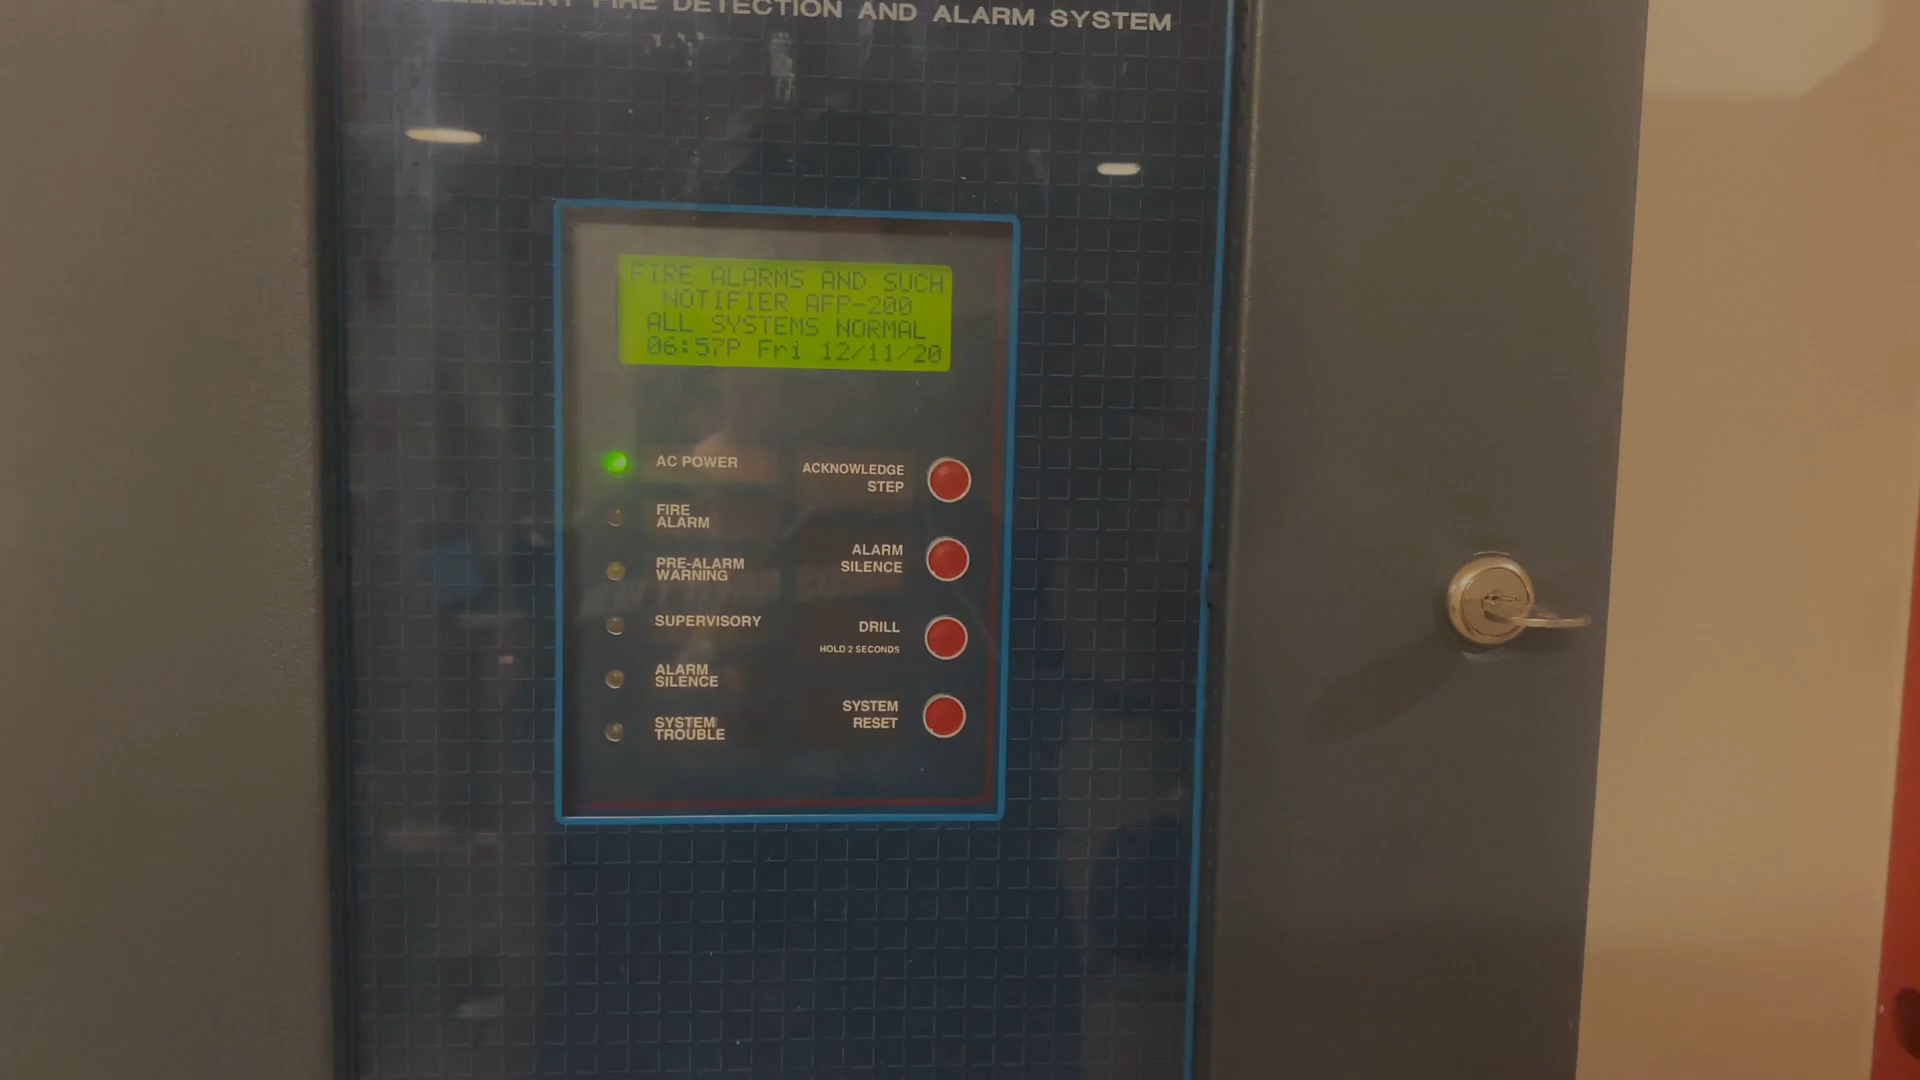 FIRE DETECTION AND ALARM SYSTEM
FIRE ALARMS AND SUCH
NOTIFIER AFP-200
ALL SYSTEMS NORMAL
06:57P Fri 12/11/20
AC POWER
FIRE
ALARM
PRE-ALARM
WARNING
SUPERVISORY
ALARM
SILENCE
SYSTEM
TROUBLE
ACKNOWLEDGE
STEP
ALARM
SILENCE
DRILL
HOLD 2 SECONDS
SYSTEM
RESET